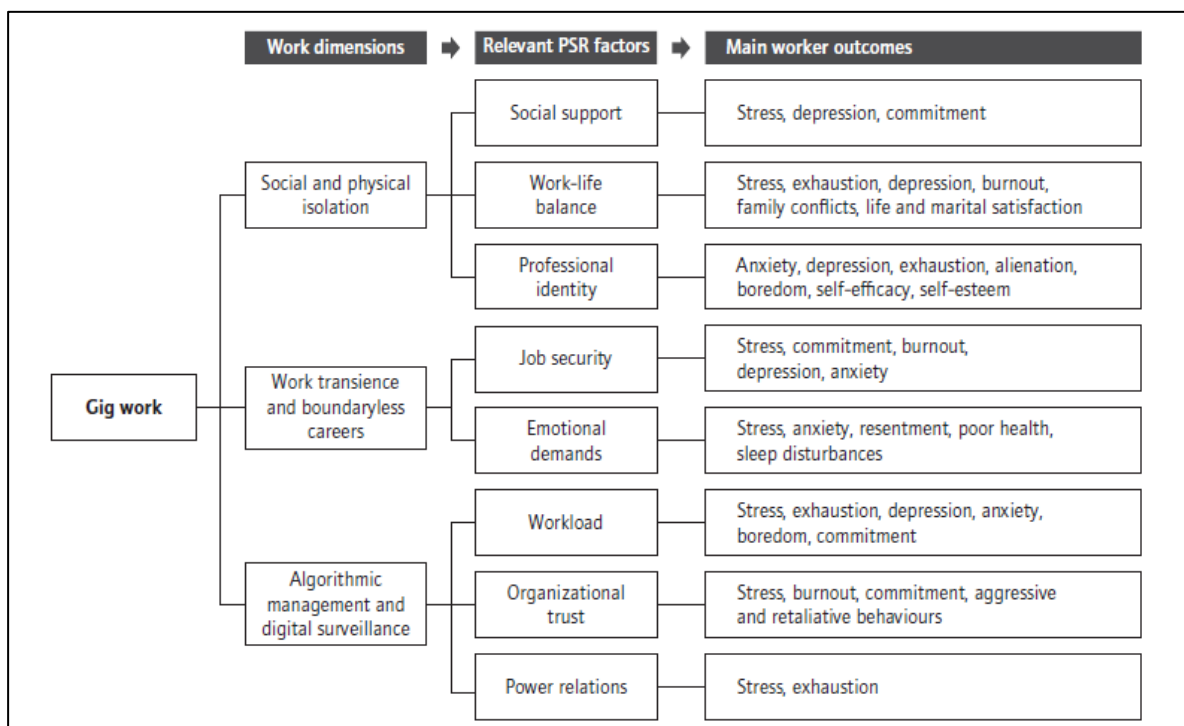 Work dimensions
Relevant PSR factors
Main worker outcomes
Social support
Stress, depression, commitment
Social and physical
isolation
Work-life
balance
Stress, exhaustion, depression, burnout,
family conflicts, life and marital satisfaction
Professional
identity
Anxiety, depression, exhaustion, alienation,
boredom, self-efficacy, self-esteem
Job security
Stress, commitment, burnout,
depression, anxiety
Gig work
Work transience
and boundaryless
careers
Emotional
demands
Stress, anxiety, resentment, poor health,
sleep disturbances
Workload
Stress, exhaustion, depression, anxiety,
boredom, commitment
Algorithmic
management and
digital surveillance
Organizational
trust
Stress, burnout, commitment, aggressive
and retaliative behaviours
Power relations
Stress, exhaustion